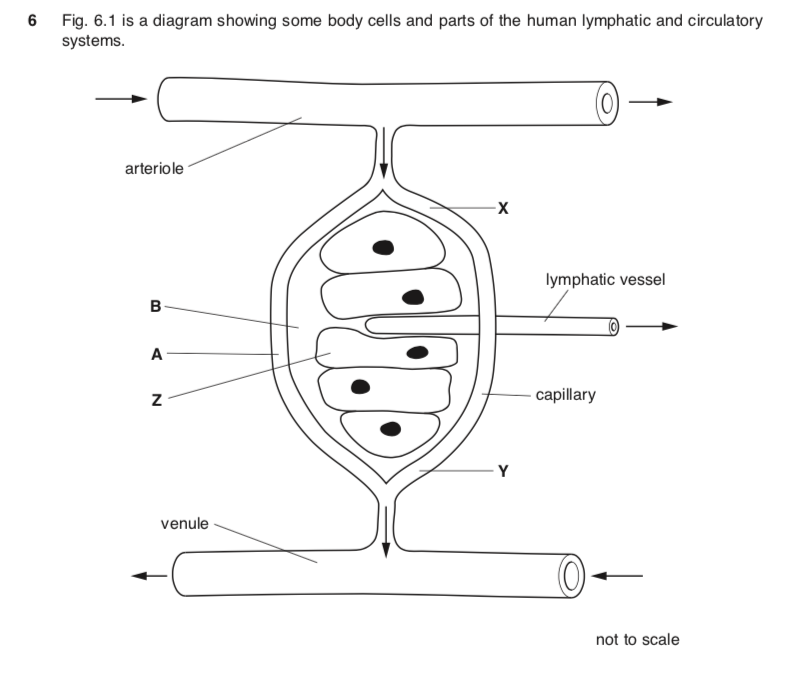 6 Fig. 6.1 is a diagram showing some body cells and parts of the human lymphatic and circulatory
systems.
arteriole
X
lymphatic vessel
B
A
capillary
Z
Y
venule
not to scale